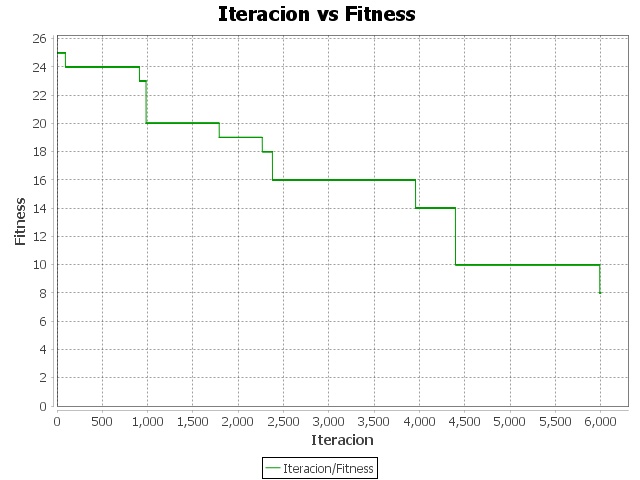 Iteracion vs Fitness
26
24
22
20
18
16
14
12
10
8
6
4
2
0
Fitness
0 500 1,000 1,500 2,000 2,500 3,000 3,500 4,000 4,500 5,000 5,500 6,000
Iteracion
Iteracion/Fitness